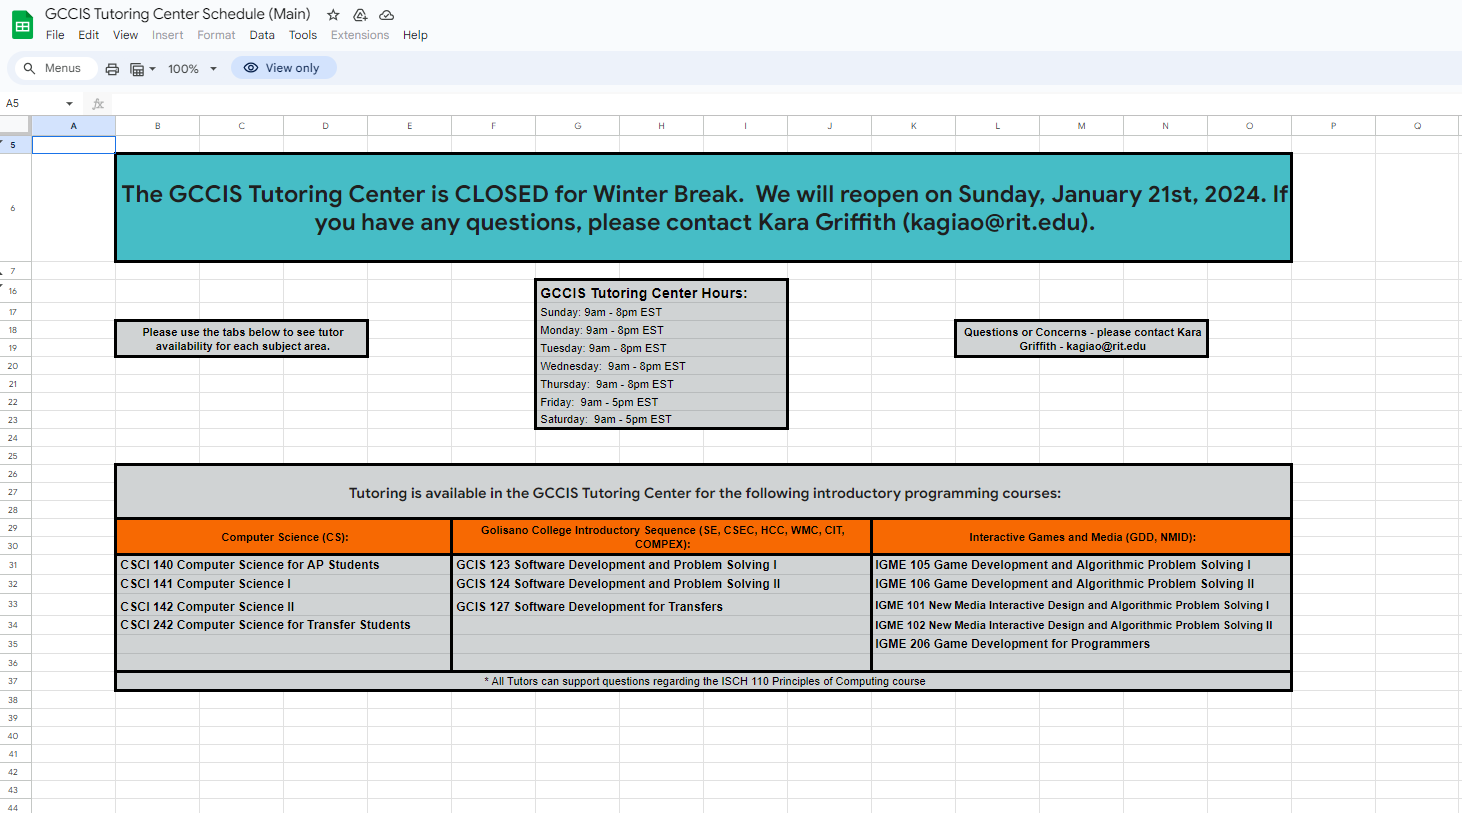 GCCIS Tutoring Center Schedule (Main)
File Edit View Insert Format Data Tools Extensions Help
Menus 100% View only
A5 fx
A B C D E F G H I J K L M N O P Q
5
6
The GCCIS Tutoring Center is CLOSED for Winter Break.  We will reopen on Sunday, January 21st, 2024. If
you have any questions, please contact Kara Griffith (kagiao@rit.edu).
7
16 GCCIS Tutoring Center Hours:
17 Sunday: 9am - 8pm EST
18 Please use the tabs below to see tutor Monday: 9am - 8pm EST Questions or Concerns - please contact Kara
19 availability for each subject area. Tuesday: 9am - 8pm EST Griffith - kagiao@rit.edu
20 Wednesday:  9am - 8pm EST
21 Thursday:  9am - 8pm EST
22 Friday:  9am - 5pm EST
23 Saturday:  9am - 5pm EST
24
25
26
27 Tutoring is available in the GCCIS Tutoring Center for the following introductory programming courses:
28
29 Computer Science (CS): Golisano College Introductory Sequence (SE, CSEC, HCC, WMC, CIT, Interactive Games and Media (GDD, NMID):
30 COMPEX):
31 CSCI 140 Computer Science for AP Students GCIS 123 Software Development and Problem Solving I IGME 105 Game Development and Algorithmic Problem Solving I
32 CSCI 141 Computer Science I GCIS 124 Software Development and Problem Solving II IGME 106 Game Development and Algorithmic Problem Solving II
33 CSCI 142 Computer Science II GCIS 127 Software Development for Transfers IGME 101 New Media Interactive Design and Algorithmic Problem Solving I
34 CSCI 242 Computer Science for Transfer Students IGME 102 New Media Interactive Design and Algorithmic Problem Solving II
35 IGME 206 Game Development for Programmers
36
37 * All Tutors can support questions regarding the ISCH 110 Principles of Computing course
38
39
40
41
42
43
44